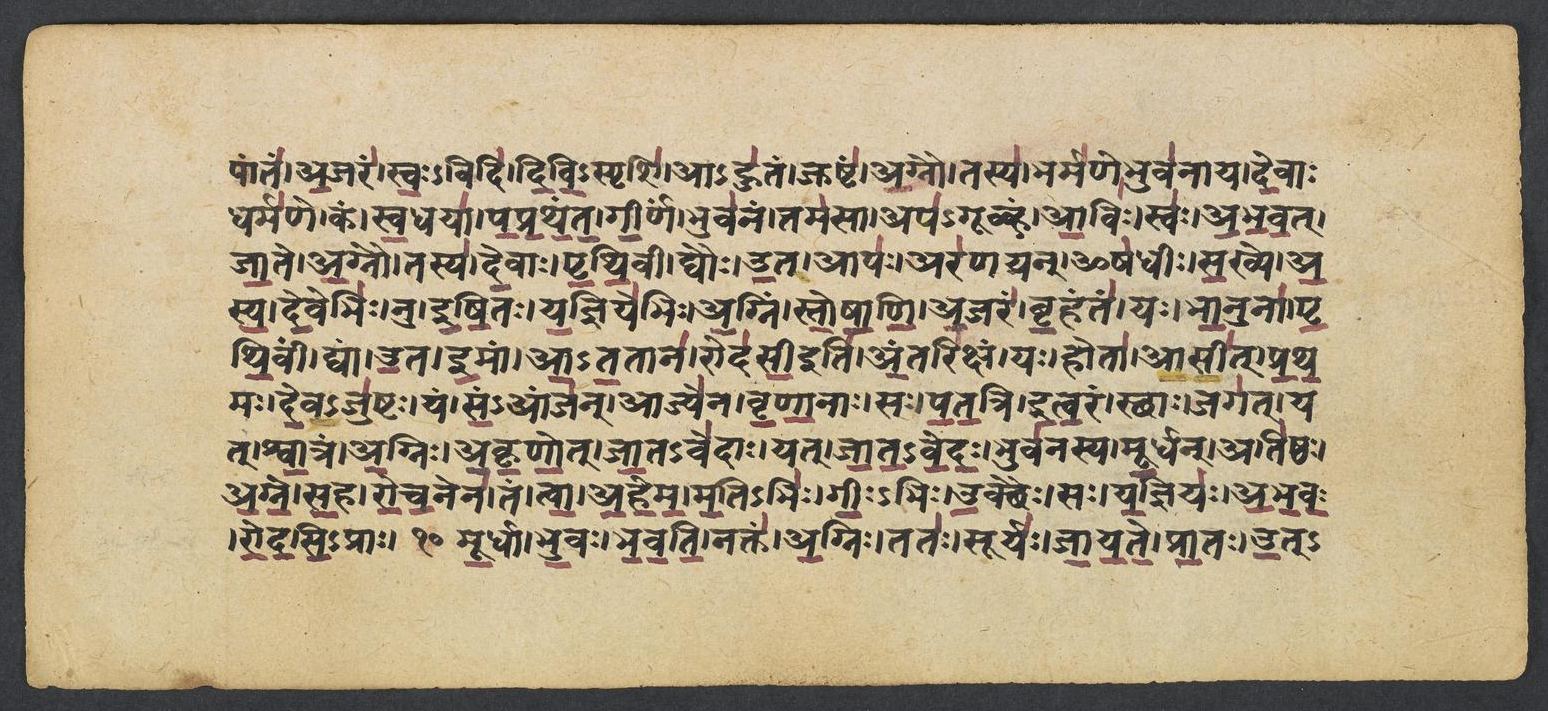 पांतं।अजरं।स्वःऽविदि।दिविऽस्पृशि।आऽहुतं।जुष्टं।अग्नौ।तस्य।भर्मणे।भुवनाय।देवाः
धर्मणे।कं।स्वधया।पप्रथंत।गीर्णं।भुवनं।तमसा।अपऽगूळ्हं।आविः।स्वः।अभवत्।
जाते।अग्नौ।तस्य।देवाः।पृथिवी।द्यौः।उत।आपः।अरणयन्।ओषधीः।सख्ये।अ
स्य।देवेभिः।नु।इषितः।यज्ञियेभिः।अग्निं।स्तोषाणि।अजरं।बृहंतं।यः।भानुना।पृ
थिवीं।द्यां।उत।इमां।आऽततान।रोदसी इति।अंतरिक्षं।यः।होता।आसीत्।प्रथ
मः।देवऽजुष्टः।यं।संऽआंजन्।आज्येन।वृणानाः।सः।पतत्रि।इत्वरं।स्थाः।जगत्।य
त्।श्वात्रं।अग्निः।अकृणोत्।जातऽवेदाः।यत्।जातऽवेदः।भुवनस्य।मूर्धन्।अतिष्ठः।
अग्ने।सह।रोचनेन।तं।त्वा।अहेम।मतिऽभिः।गीःऽभिः।उक्थैः।सः।यज्ञियः।अभवः
।रोदसिऽप्राः। १० मूर्धा।भुवः।भवति।नक्तं।अग्निः।ततः।सूर्यः।जायते।प्रातः।उत्ऽ